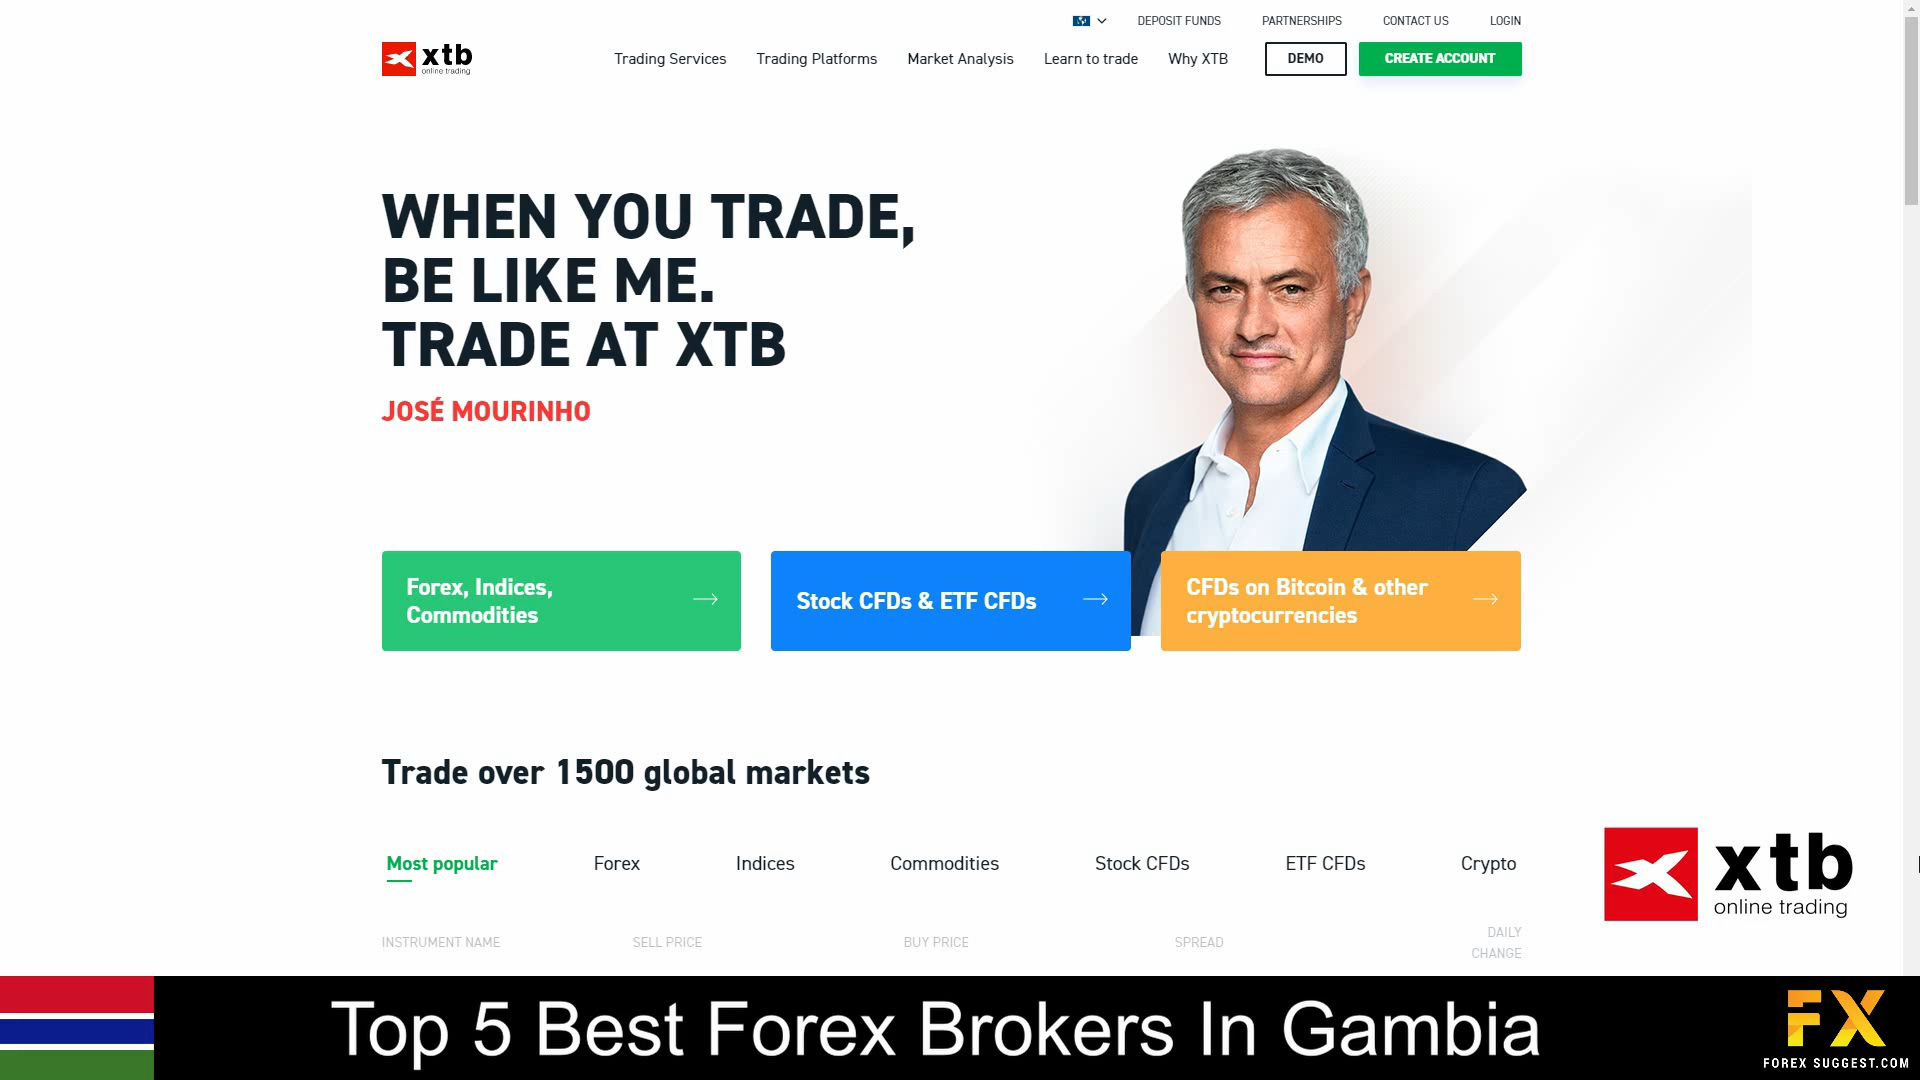 DEPOSIT FUNDS PARTNERSHIPS CONTACT US LOGIN
xtb
online trading
Trading Services Trading Platforms Market Analysis Learn to trade Why XTB DEMO CREATE ACCOUNT
WHEN YOU TRADE,
BE LIKE ME.
TRADE AT XTB
JOSÉ MOURINHO
Forex, Indices,
Commodities
Stock CFDs & ETF CFDs
CFDs on Bitcoin & other
cryptocurrencies
Trade over 1500 global markets
Most popular Forex Indices Commodities Stock CFDs ETF CFDs Crypto
INSTRUMENT NAME SELL PRICE BUY PRICE SPREAD DAILY
CHANGE
xtb
online trading
Top 5 Best Forex Brokers In Gambia
FX
FOREX SUGGEST.COM